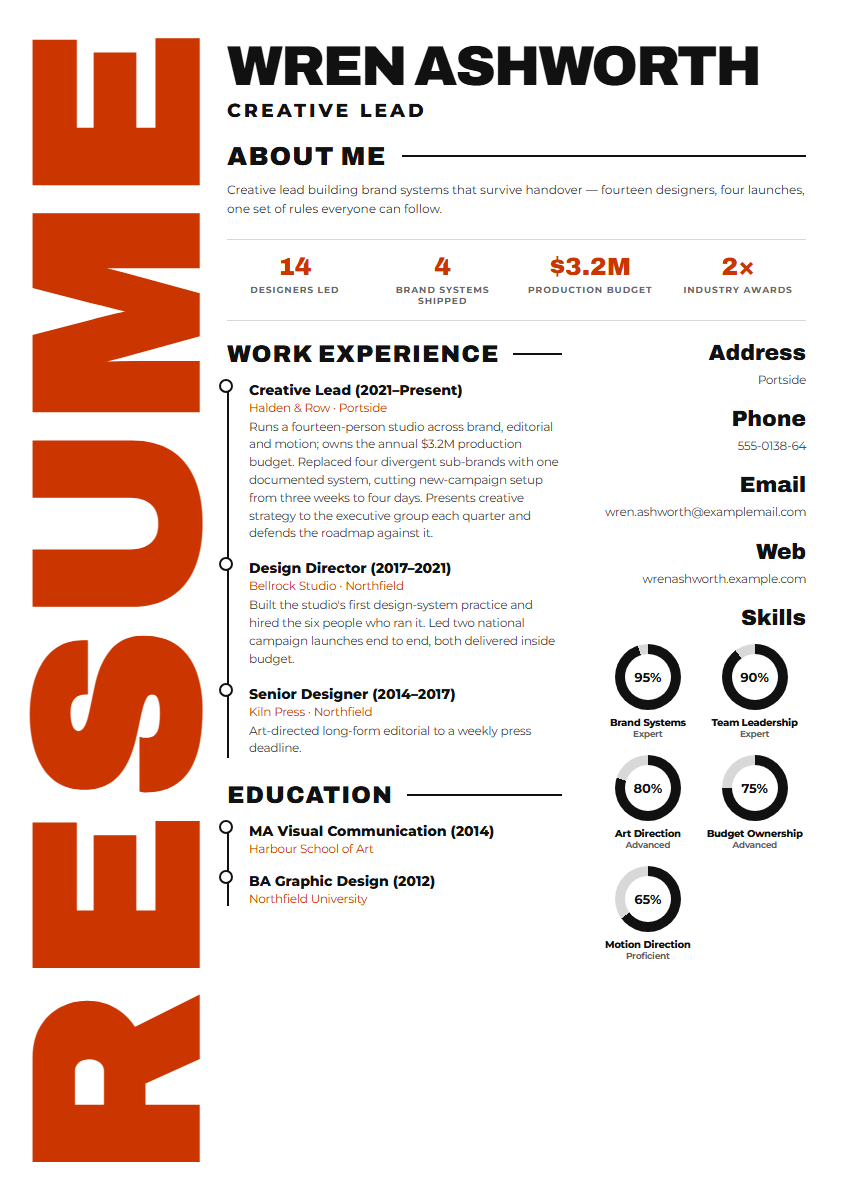 RESUME
WREN ASHWORTH
CREATIVE LEAD
ABOUT ME
Creative lead building brand systems that survive handover — fourteen designers, four launches,
one set of rules everyone can follow.
14
DESIGNERS LED
4
BRAND SYSTEMS
SHIPPED
$3.2M
PRODUCTION BUDGET
2×
INDUSTRY AWARDS
WORK EXPERIENCE
Creative Lead (2021–Present)
Halden & Row · Portside
Runs a fourteen-person studio across brand, editorial
and motion; owns the annual $3.2M production
budget. Replaced four divergent sub-brands with one
documented system, cutting new-campaign setup
from three weeks to four days. Presents creative
strategy to the executive group each quarter and
defends the roadmap against it.
Design Director (2017–2021)
Bellrock Studio · Northfield
Built the studio's first design-system practice and
hired the six people who ran it. Led two national
campaign launches end to end, both delivered inside
budget.
Senior Designer (2014–2017)
Kiln Press · Northfield
Art-directed long-form editorial to a weekly press
deadline.
EDUCATION
MA Visual Communication (2014)
Harbour School of Art
BA Graphic Design (2012)
Northfield University
Address
Portside
Phone
555-0138-64
Email
wren.ashworth@examplemail.com
Web
wrenashworth.example.com
Skills
95%
Brand Systems
Expert
90%
Team Leadership
Expert
80%
Art Direction
Advanced
75%
Budget Ownership
Advanced
65%
Motion Direction
Proficient